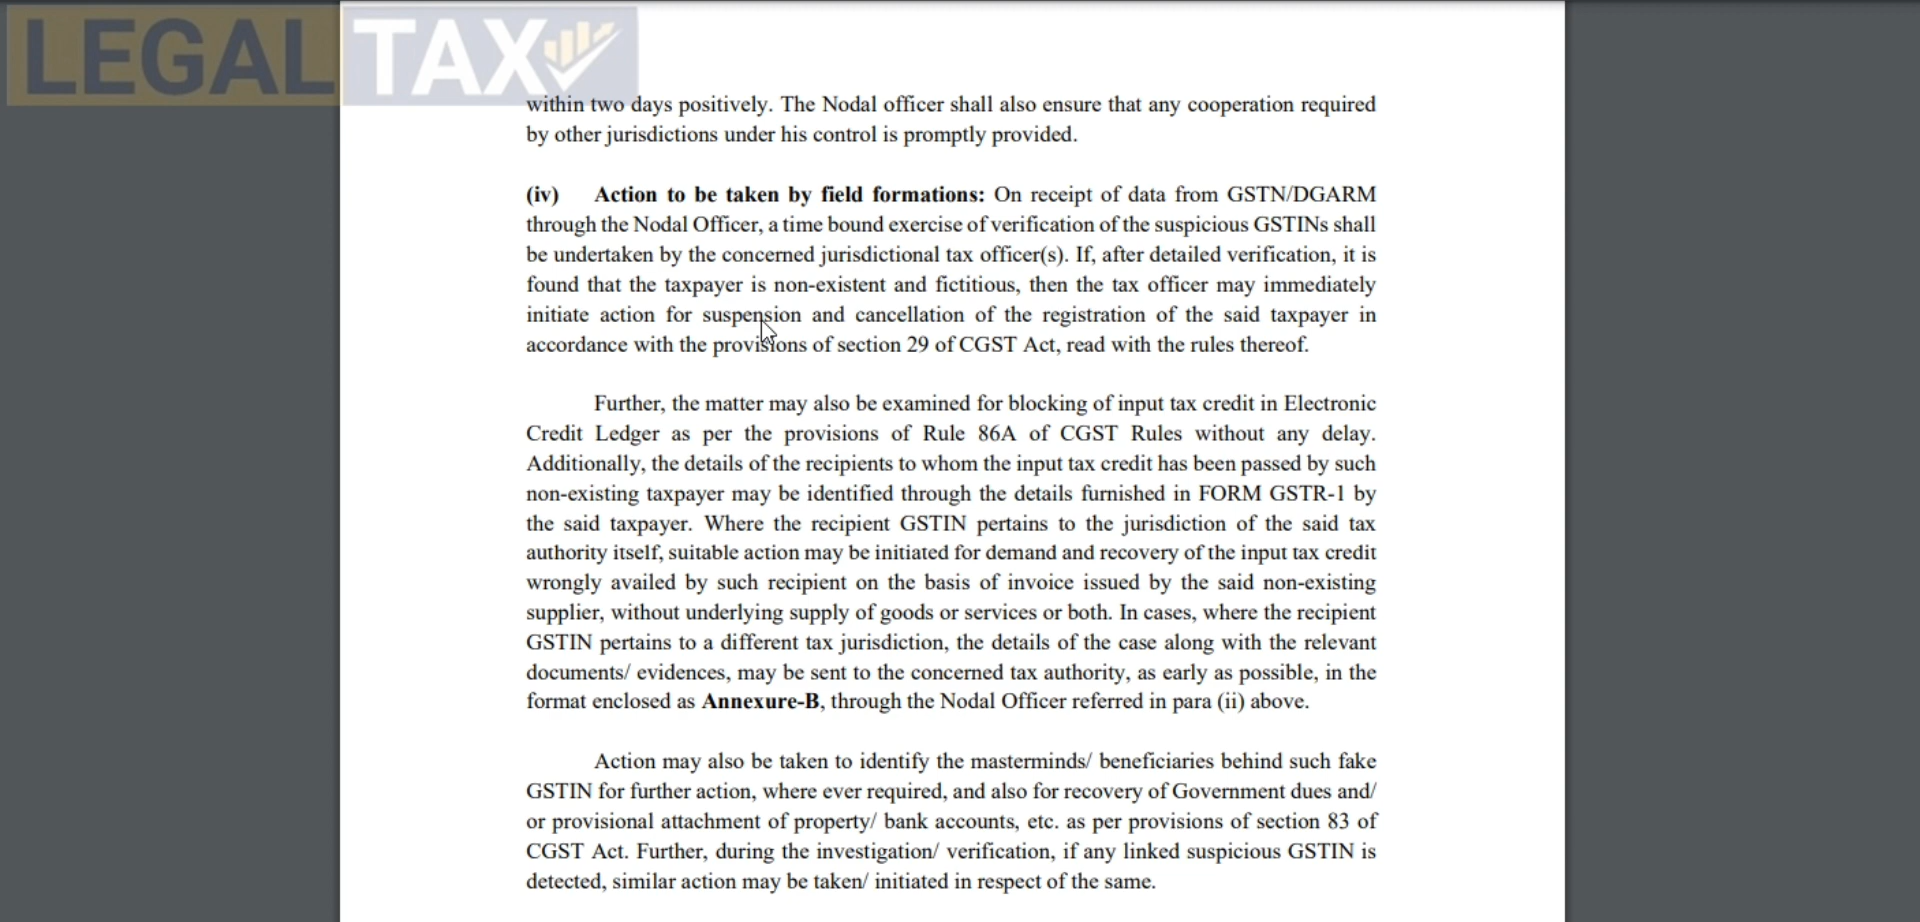 LEGAL TAX
within two days positively. The Nodal officer shall also ensure that any cooperation required
by other jurisdictions under his control is promptly provided.
(iv) Action to be taken by field formations: On receipt of data from GSTN/DGARM
through the Nodal Officer, a time bound exercise of verification of the suspicious GSTINs shall
be undertaken by the concerned jurisdictional tax officer(s). If, after detailed verification, it is
found that the taxpayer is non-existent and fictitious, then the tax officer may immediately
initiate action for suspension and cancellation of the registration of the said taxpayer in
accordance with the provisions of section 29 of CGST Act, read with the rules thereof.
Further, the matter may also be examined for blocking of input tax credit in Electronic
Credit Ledger as per the provisions of Rule 86A of CGST Rules without any delay.
Additionally, the details of the recipients to whom the input tax credit has been passed by such
non-existing taxpayer may be identified through the details furnished in FORM GSTR-1 by
the said taxpayer. Where the recipient GSTIN pertains to the jurisdiction of the said tax
authority itself, suitable action may be initiated for demand and recovery of the input tax credit
wrongly availed by such recipient on the basis of invoice issued by the said non-existing
supplier, without underlying supply of goods or services or both. In cases, where the recipient
GSTIN pertains to a different tax jurisdiction, the details of the case along with the relevant
documents/ evidences, may be sent to the concerned tax authority, as early as possible, in the
format enclosed as Annexure-B, through the Nodal Officer referred in para (ii) above.
Action may also be taken to identify the masterminds/ beneficiaries behind such fake
GSTIN for further action, where ever required, and also for recovery of Government dues and/
or provisional attachment of property/ bank accounts, etc. as per provisions of section 83 of
CGST Act. Further, during the investigation/ verification, if any linked suspicious GSTIN is
detected, similar action may be taken/ initiated in respect of the same.